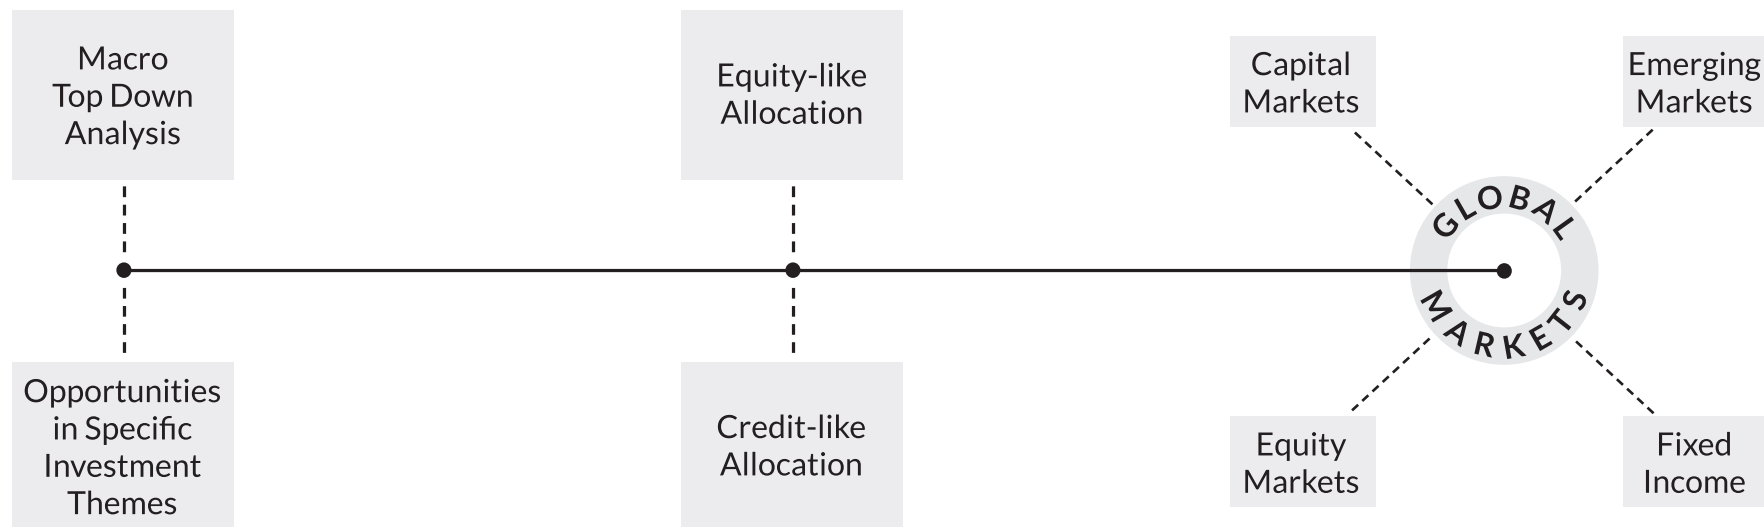 Macro
Top Down
Analysis
Opportunities
in Specific
Investment
Themes
Equity-like
Allocation
Credit-like
Allocation
Capital
Markets
Emerging
Markets
GLOBAL
MARKETS
Equity
Markets
Fixed
Income